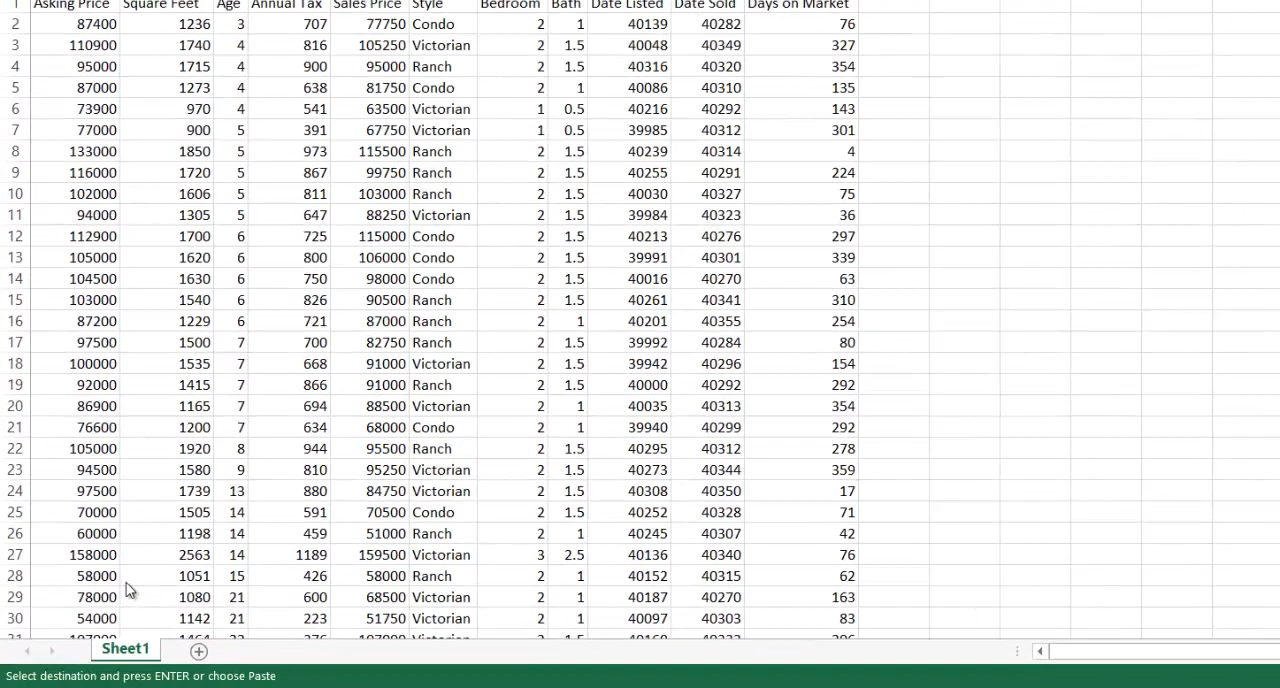 1 Asking Price Square Feet Age Annual Tax Sales Price Style Bedroom Bath Date Listed Date Sold Days on Market
2 87400 1236 3 707 77750 Condo 2 1 40139 40282 76
3 110900 1740 4 816 105250 Victorian 2 1.5 40048 40349 327
4 95000 1715 4 900 95000 Ranch 2 1.5 40316 40320 354
5 87000 1273 4 638 81750 Condo 2 1 40086 40310 135
6 73900 970 4 541 63500 Victorian 1 0.5 40216 40292 143
7 77000 900 5 391 67750 Victorian 1 0.5 39985 40312 301
8 133000 1850 5 973 115500 Ranch 2 1.5 40239 40314 4
9 116000 1720 5 867 99750 Ranch 2 1.5 40255 40291 224
10 102000 1606 5 811 103000 Ranch 2 1.5 40030 40327 75
11 94000 1305 5 647 88250 Victorian 2 1.5 39984 40323 36
12 112900 1700 6 725 115000 Condo 2 1.5 40213 40276 297
13 105000 1620 6 800 106000 Condo 2 1.5 39991 40301 339
14 104500 1630 6 750 98000 Condo 2 1.5 40016 40270 63
15 103000 1540 6 826 90500 Ranch 2 1.5 40261 40341 310
16 87200 1229 6 721 87000 Ranch 2 1 40201 40355 254
17 97500 1500 7 700 82750 Ranch 2 1.5 39992 40284 80
18 100000 1535 7 668 91000 Victorian 2 1.5 39942 40296 154
19 92000 1415 7 866 91000 Ranch 2 1.5 40000 40292 292
20 86900 1165 7 694 88500 Victorian 2 1 40035 40313 354
21 76600 1200 7 634 68000 Condo 2 1 39940 40299 292
22 105000 1920 8 944 95500 Ranch 2 1.5 40295 40312 278
23 94500 1580 9 810 95250 Victorian 2 1.5 40273 40344 359
24 97500 1739 13 880 84750 Victorian 2 1.5 40308 40350 17
25 70000 1505 14 591 70500 Condo 2 1.5 40252 40328 71
26 60000 1198 14 459 51000 Ranch 2 1 40245 40307 42
27 158000 2563 14 1189 159500 Victorian 3 2.5 40136 40340 76
28 58000 1051 15 426 58000 Ranch 2 1 40152 40315 62
29 78000 1080 21 600 68500 Victorian 2 1 40187 40270 163
30 54000 1142 21 223 51750 Victorian 2 1 40097 40308 83
Sheet1
Select destination and press ENTER or choose Paste